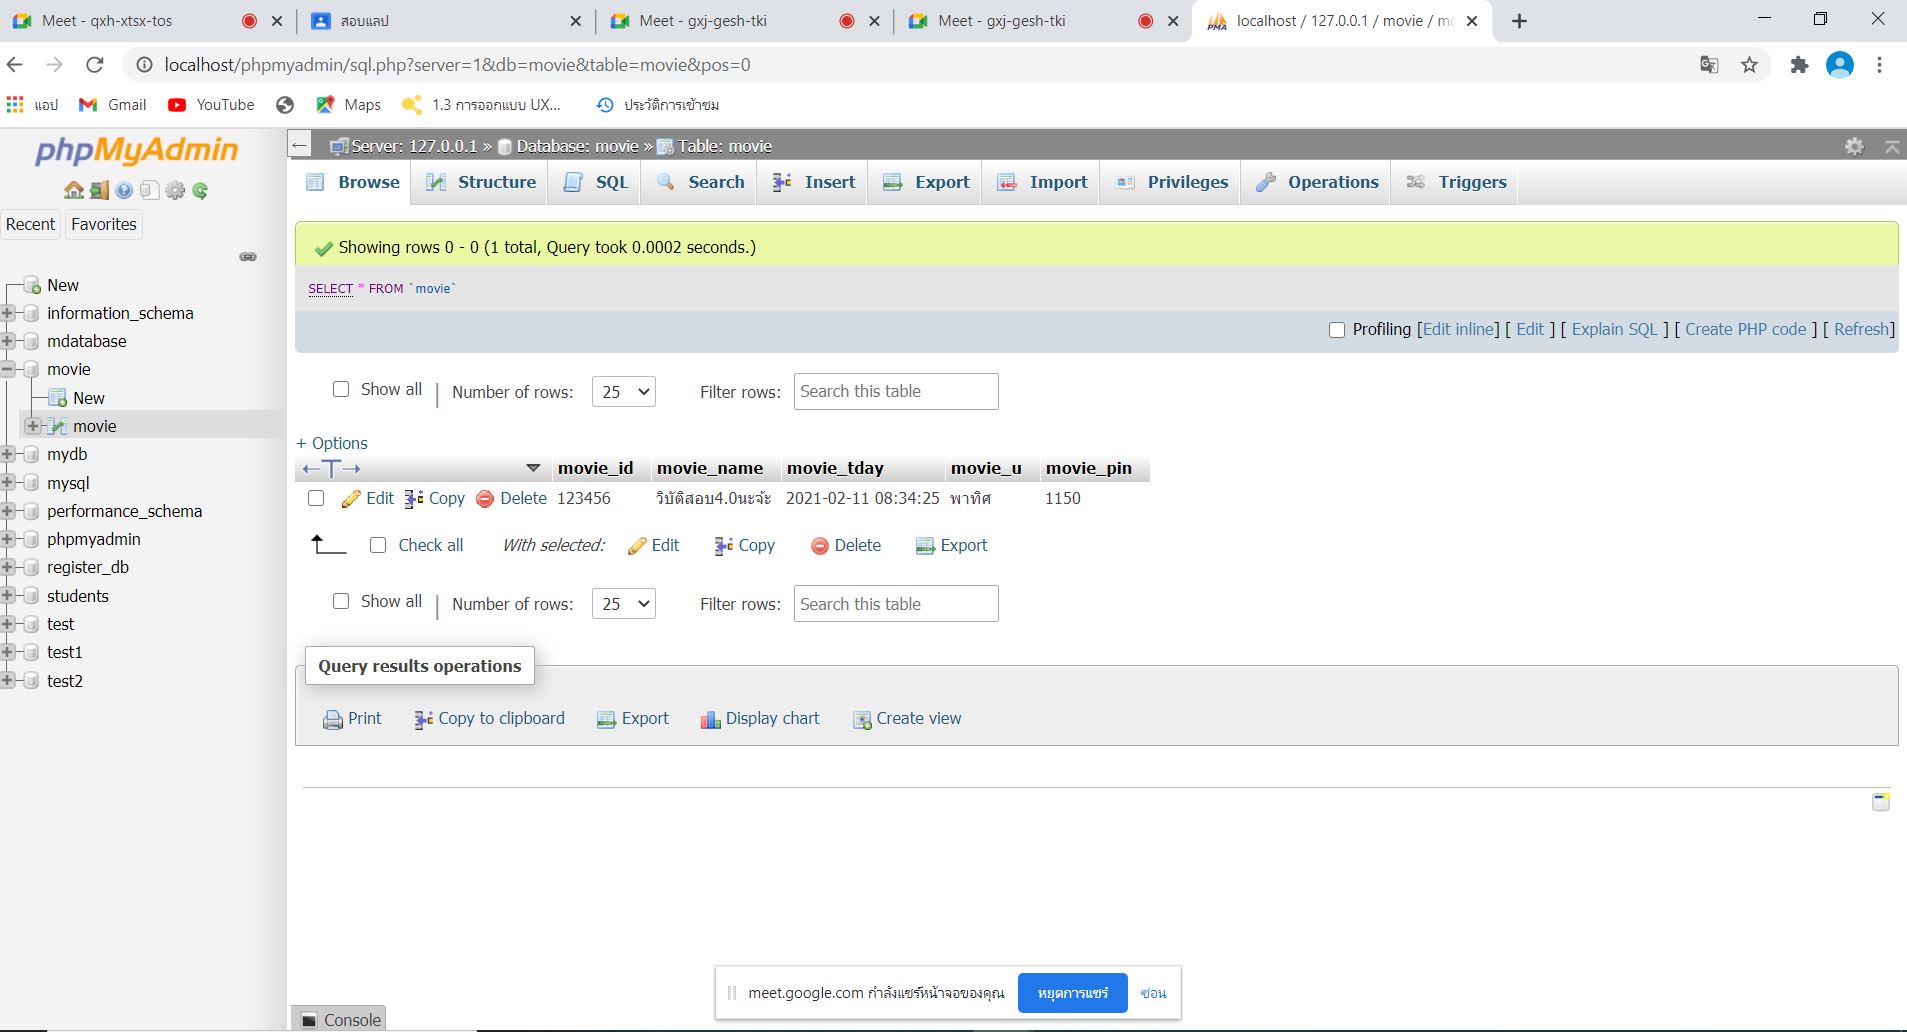 Meet - qxh-xtsx-tos
สอบแลป
Meet - gxj-gesh-tki
Meet - gxj-gesh-tki
localhost / 127.0.0.1 / movie / mo
localhost/phpmyadmin/sql.php?server=1&db=movie&table=movie&pos=0
แอป Gmail YouTube Maps 1.3 การออกแบบ UX... ประวัติการเข้าชม
phpMyAdmin
Recent Favorites
New
information_schema
mdatabase
movie
New
movie
mydb
mysql
performance_schema
phpmyadmin
register_db
students
test
test1
test2
Server: 127.0.0.1 » Database: movie » Table: movie
Browse Structure SQL Search Insert Export Import Privileges Operations Triggers
Showing rows 0 - 0 (1 total, Query took 0.0002 seconds.)
SELECT * FROM `movie`
Profiling [Edit inline] [ Edit ] [ Explain SQL ] [ Create PHP code ] [ Refresh]
Show all | Number of rows: 25 Filter rows: Search this table
+ Options
←T→ movie_id movie_name movie_tday movie_u movie_pin
Edit Copy Delete 123456 วิบัติสอบ4.0นะจ้ะ 2021-02-11 08:34:25 พาทิศ 1150
Check all With selected: Edit Copy Delete Export
Show all | Number of rows: 25 Filter rows: Search this table
Query results operations
Print Copy to clipboard Export Display chart Create view
meet.google.com กำลังแชร์หน้าจอของคุณ หยุดการแชร์ ซ่อน
Console